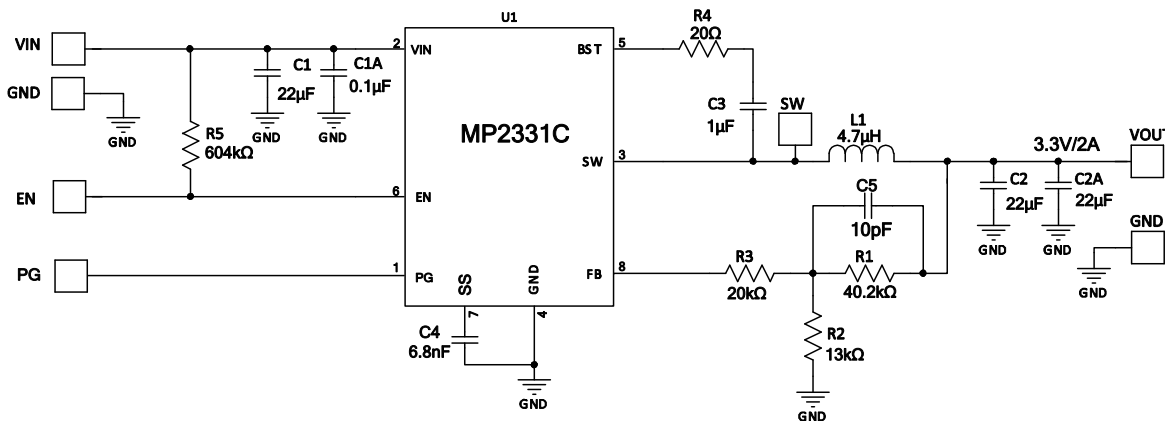 U1
VIN
GND
GND
R5
604kΩ
C1
22µF
GND
C1A
0.1µF
GND
2
VIN
MP2331C
BST
5
R4
20Ω
C3
1µF
SW
SW
3
L1
4.7µH
3.3V/2A
VOUT
C2
22µF
GND
C2A
22µF
GND
GND
GND
EN
6
EN
PG
1
PG
SS
7
GND
4
C4
6.8nF
GND
FB
8
R3
20kΩ
C5
10pF
R1
40.2kΩ
R2
13kΩ
GND